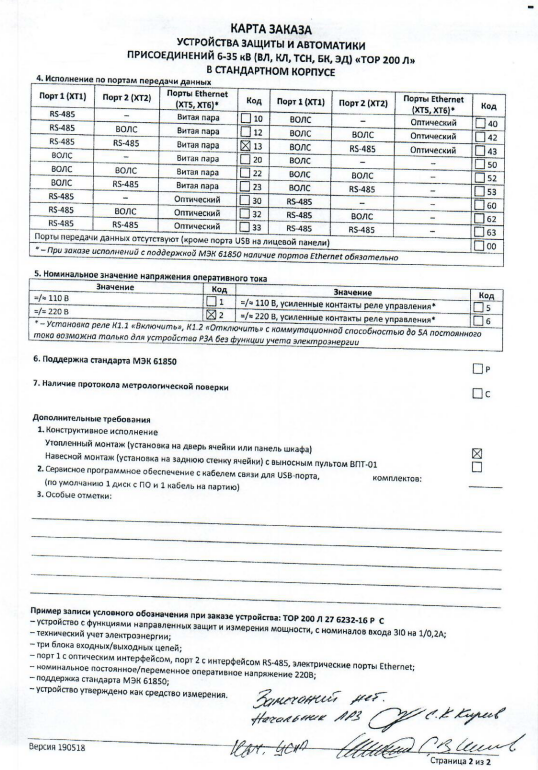 КАРТА ЗАКАЗА
УСТРОЙСТВА ЗАЩИТЫ И АВТОМАТИКИ
ПРИСОЕДИНЕНИЙ 6-35 кВ (ВЛ, КЛ, ТСН, БК, ЭД) «ТОР 200 Л»
В СТАНДАРТНОМ КОРПУСЕ
4. Исполнение по портам передачи данных
Порт 1 (XT1) Порт 2 (XT2) Порты Ethernet (XT5, XT6)* Код Порт 1 (XT1) Порт 2 (XT2) Порты Ethernet (XT5, XT6)* Код
RS-485 – Витая пара 10 ВОЛС – Оптический 40
RS-485 ВОЛС Витая пара 12 ВОЛС ВОЛС Оптический 42
RS-485 RS-485 Витая пара ☒ 13 ВОЛС RS-485 Оптический 43
ВОЛС – Витая пара 20 ВОЛС – – 50
ВОЛС ВОЛС Витая пара 22 ВОЛС ВОЛС – 52
ВОЛС RS-485 Витая пара 23 ВОЛС RS-485 – 53
RS-485 – Оптический 30 RS-485 – – 60
RS-485 ВОЛС Оптический 32 RS-485 ВОЛС – 62
RS-485 RS-485 Оптический 33 RS-485 RS-485 – 63
Порты передачи данных отсутствуют (кроме порта USB на лицевой панели) 00
* – При заказе исполнений с поддержкой МЭК 61850 наличие портов Ethernet обязательно
5. Номинальное значение напряжения оперативного тока
Значение Код Значение Код
=/≈ 110 В 1 =/≈ 110 В, усиленные контакты реле управления* 5
=/≈ 220 В ☒ 2 =/≈ 220 В, усиленные контакты реле управления* 6
* – Установка реле К1.1 «Включить», К1.2 «Отключить» с коммутационной способностью до 5А постоянного
тока возможна только для устройства РЗА без функции учета электроэнергии
6. Поддержка стандарта МЭК 61850 Р
7. Наличие протокола метрологической поверки С
Дополнительные требования
1. Конструктивное исполнение
Утопленный монтаж (установка на дверь ячейки или панель шкафа) ☒
Навесной монтаж (установка на заднюю стенку ячейки) с выносным пультом ВПТ-01
2. Сервисное программное обеспечение с кабелем связи для USB-порта, комплектов:
(по умолчанию 1 диск с ПО и 1 кабель на партию)
3. Особые отметки:
Пример записи условного обозначения при заказе устройства: ТОР 200 Л 27 6232-16 Р С
– устройство с функциями направленных защит и измерения мощности, с номиналов входа 3I0 на 1/0,2А;
– технический учет электроэнергии;
– три блока входных/выходных цепей;
– порт 1 с оптическим интерфейсом, порт 2 с интерфейсом RS-485, электрические порты Ethernet;
– номинальное постоянное/переменное оперативное напряжение 220В;
– поддержка стандарта МЭК 61850;
– устройство утверждено как средство измерения.
Замечаний нет.
Начальник ЛРЗ С.К.
Версия 190518
Страница 2 из 2